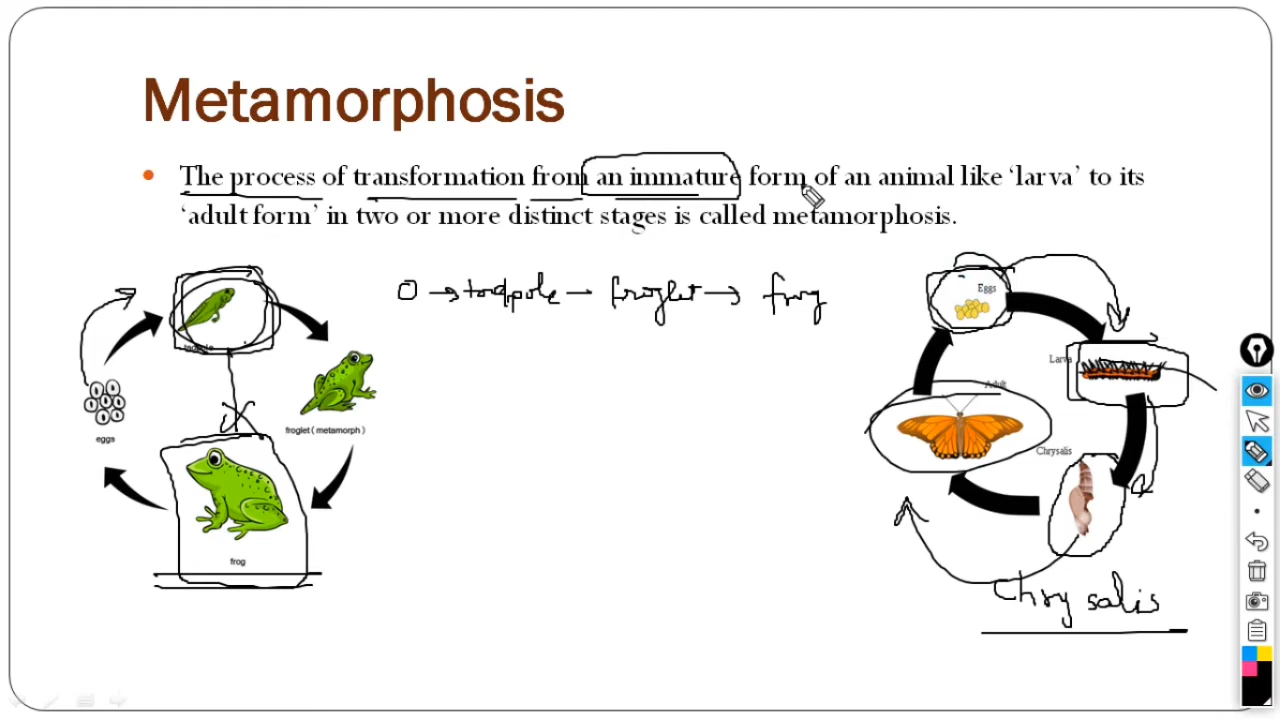 Metamorphosis
• The process of transformation from an immature form of an animal like ‘larva’ to its
‘adult form’ in two or more distinct stages is called metamorphosis.
O → tadpole – froglet → frog
tadpole
eggs
froglet ( metamorph )
frog
Eggs
Larva
Adult
Chrysalis
Chrysalis